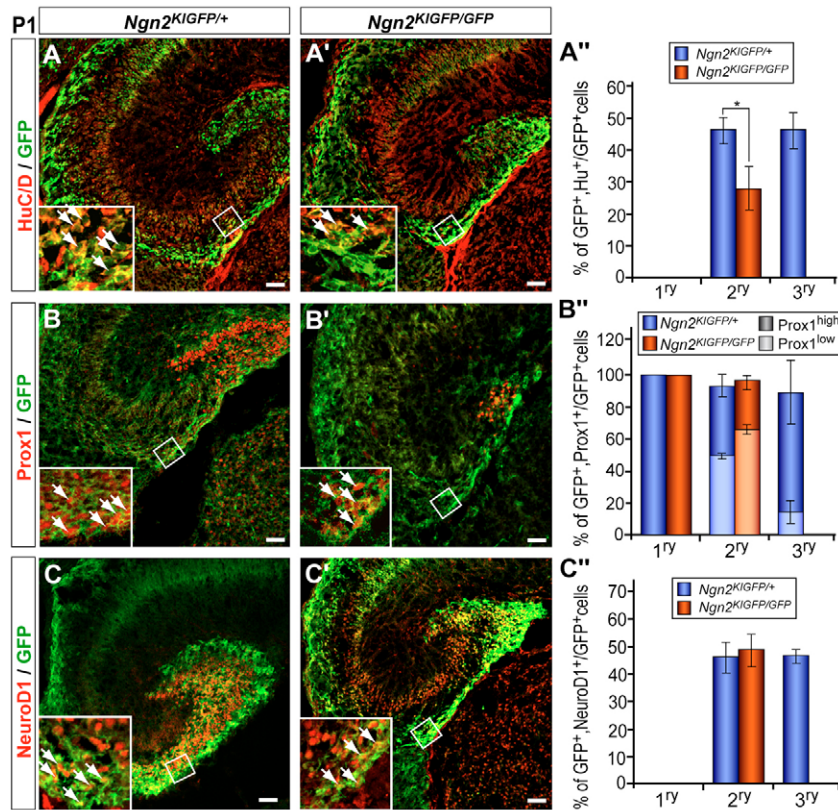 P1
Ngn2KIGFP/+
Ngn2KIGFP/GFP
HuC/D / GFP
A
A'
A"
Ngn2KIGFP/+
Ngn2KIGFP/GFP
% of GFP+,Hu+/GFP+cells
60
50
40
30
20
10
0
*
1ry
2ry
3ry
Prox1 / GFP
B
B'
B"
Ngn2KIGFP/+
Prox1high
Ngn2KIGFP/GFP
Prox1low
% of GFP+,Prox1+/GFP+cells
120
100
80
60
40
20
0
1ry
2ry
3ry
NeuroD1 / GFP
C
C'
C"
Ngn2KIGFP/+
Ngn2KIGFP/GFP
% of GFP+,NeuroD1+/GFP+cells
70
60
50
40
30
20
10
0
1ry
2ry
3ry